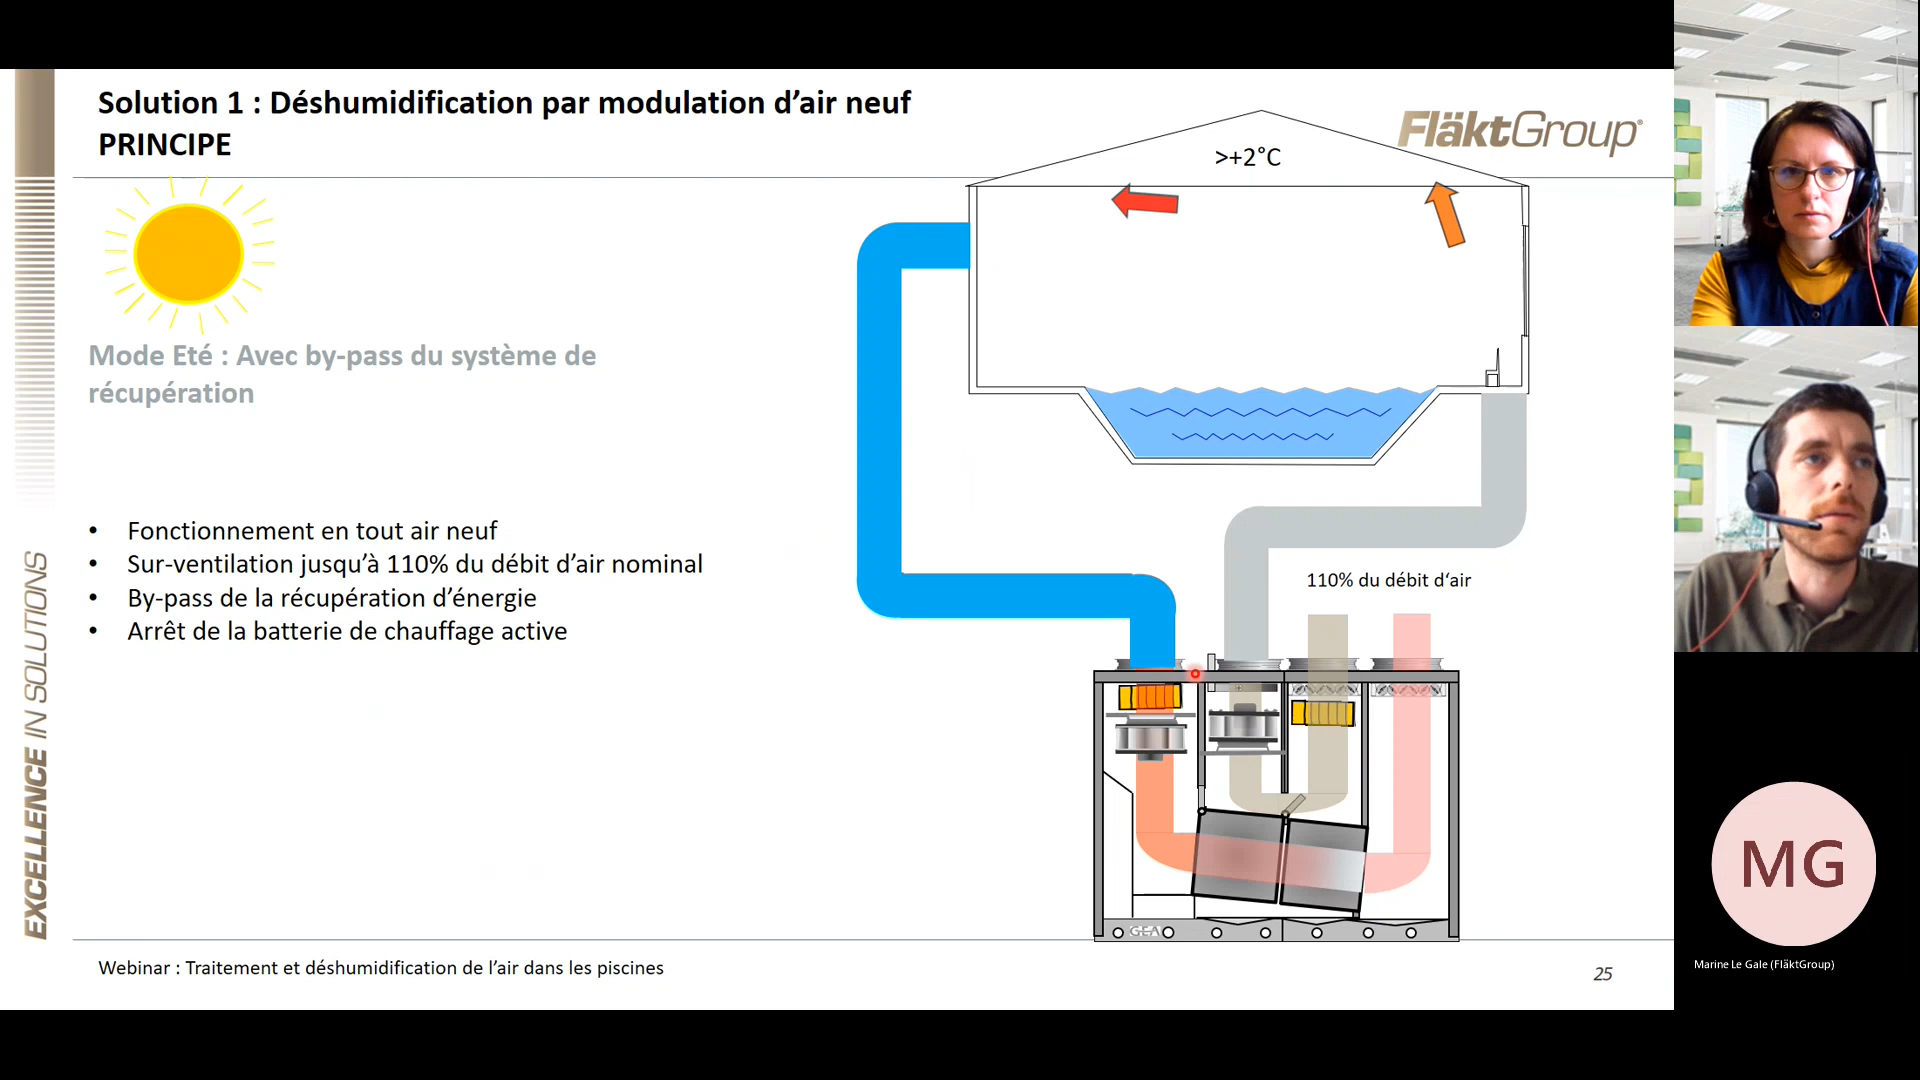 Solution 1 : Déshumidification par modulation d’air neuf
PRINCIPE
FläktGroup®
>+2°C
Mode Eté : Avec by-pass du système de
récupération
• Fonctionnement en tout air neuf
• Sur-ventilation jusqu’à 110% du débit d’air nominal
• By-pass de la récupération d’énergie
• Arrêt de la batterie de chauffage active
110% du débit d‘air
GEA
EXCELLENCE IN SOLUTIONS
Webinar : Traitement et déshumidification de l’air dans les piscines
25
MG
Marine Le Gale (FläktGroup)